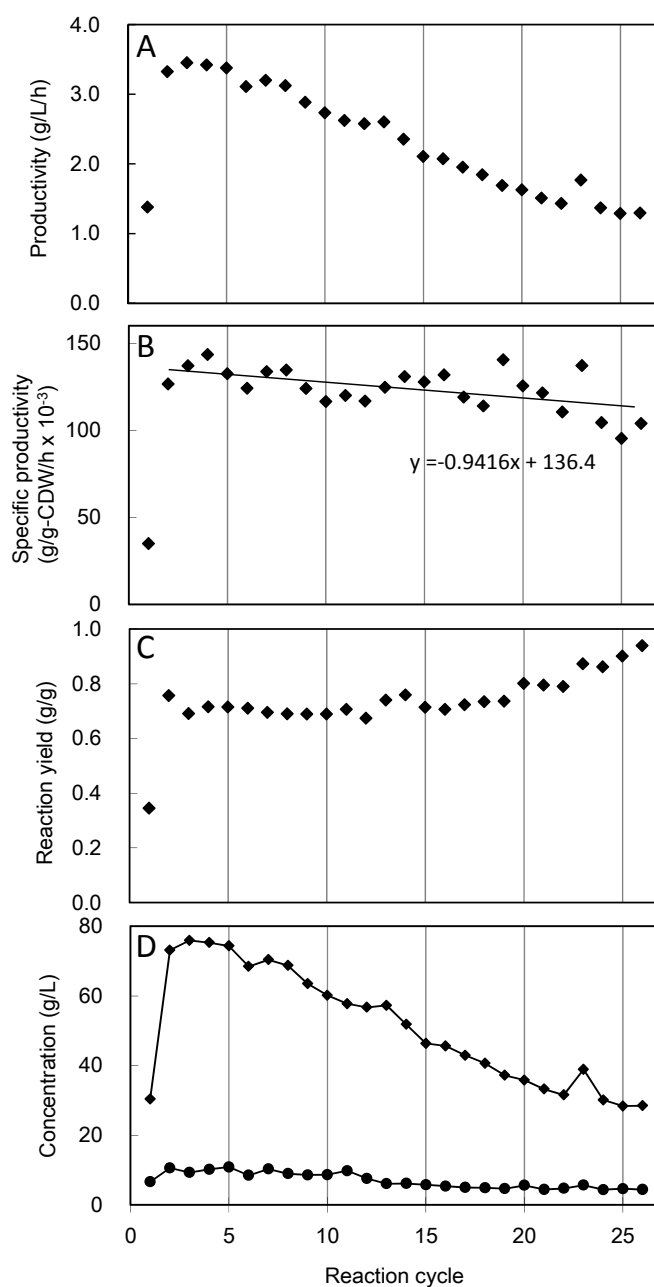 A
4.0
3.0
2.0
1.0
0.0
Productivity (g/L/h)
B
150
100
50
0
Specific productivity
(g/g-CDW/h x 10-3)
y =-0.9416x + 136.4
C
1.0
0.8
0.6
0.4
0.2
0.0
Reaction yield (g/g)
D
80
60
40
20
0
Concentration (g/L)
0 5 10 15 20 25
Reaction cycle